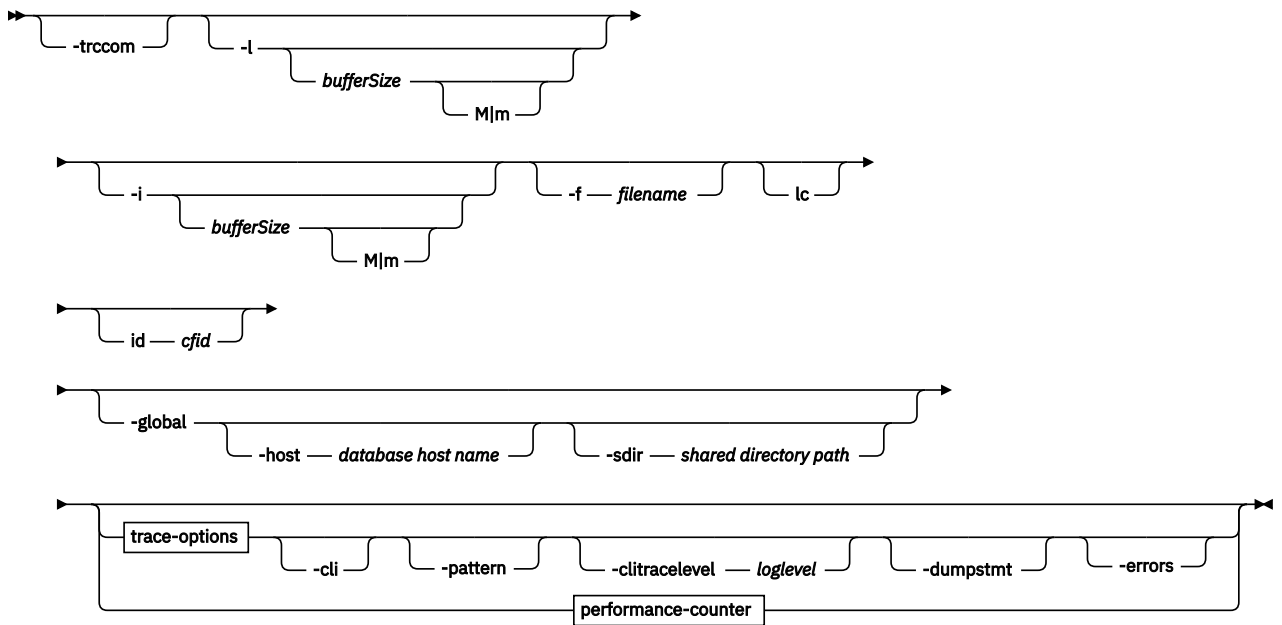 -trccom -l
bufferSize
M|m
-i -f filename lc
bufferSize
M|m
id cfid
-global
-host database host name -sdir shared directory path
trace-options
-cli -pattern -clitracelevel loglevel -dumpstmt -errors
performance-counter